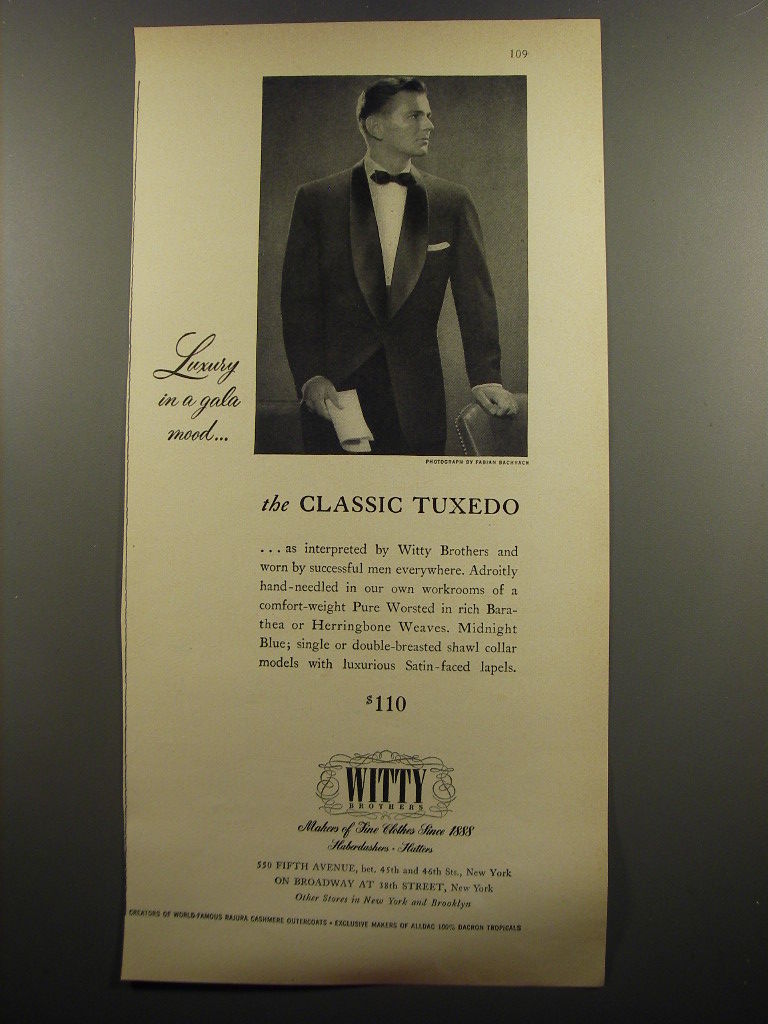 109
Luxury
in a gala
mood...
PHOTOGRAPH BY FABIAN BACHRACH
the CLASSIC TUXEDO
...as interpreted by Witty Brothers and
worn by successful men everywhere. Adroitly
hand-needled in our own workrooms of a
comfort-weight Pure Worsted in rich Bara-
thea or Herringbone Weaves. Midnight
Blue; single or double-breasted shawl collar
models with luxurious Satin-faced lapels.
$110
WITTY
BROTHERS
Makers of Fine Clothes Since 1888
Haberdashers • Hatters
550 FIFTH AVENUE, bet. 45th and 46th Sts., New York
ON BROADWAY AT 38th STREET, New York
Other Stores in New York and Brooklyn
CREATORS OF WORLD-FAMOUS RAJURA CASHMERE OUTERCOATS • EXCLUSIVE MAKERS OF ALLDAC 100% DACRON TROPICALS